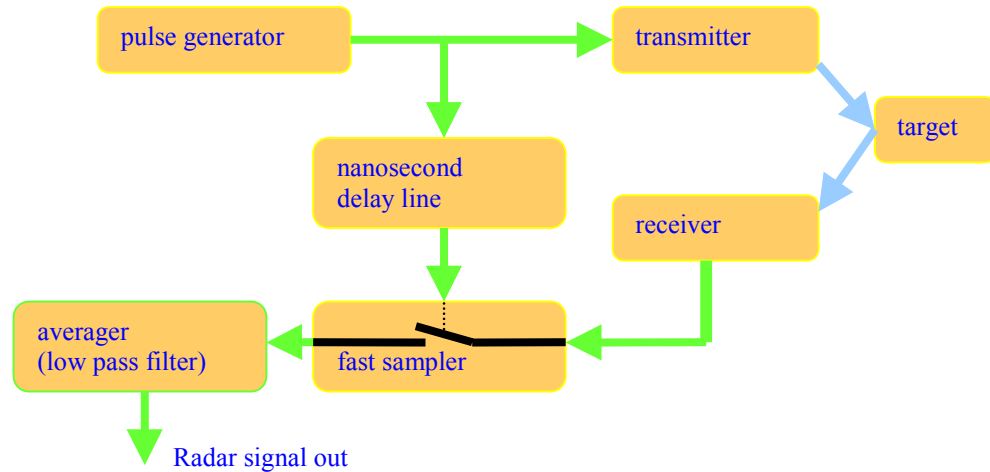 pulse generator
transmitter
target
nanosecond
delay line
receiver
averager
(low pass filter)
fast sampler
Radar signal out